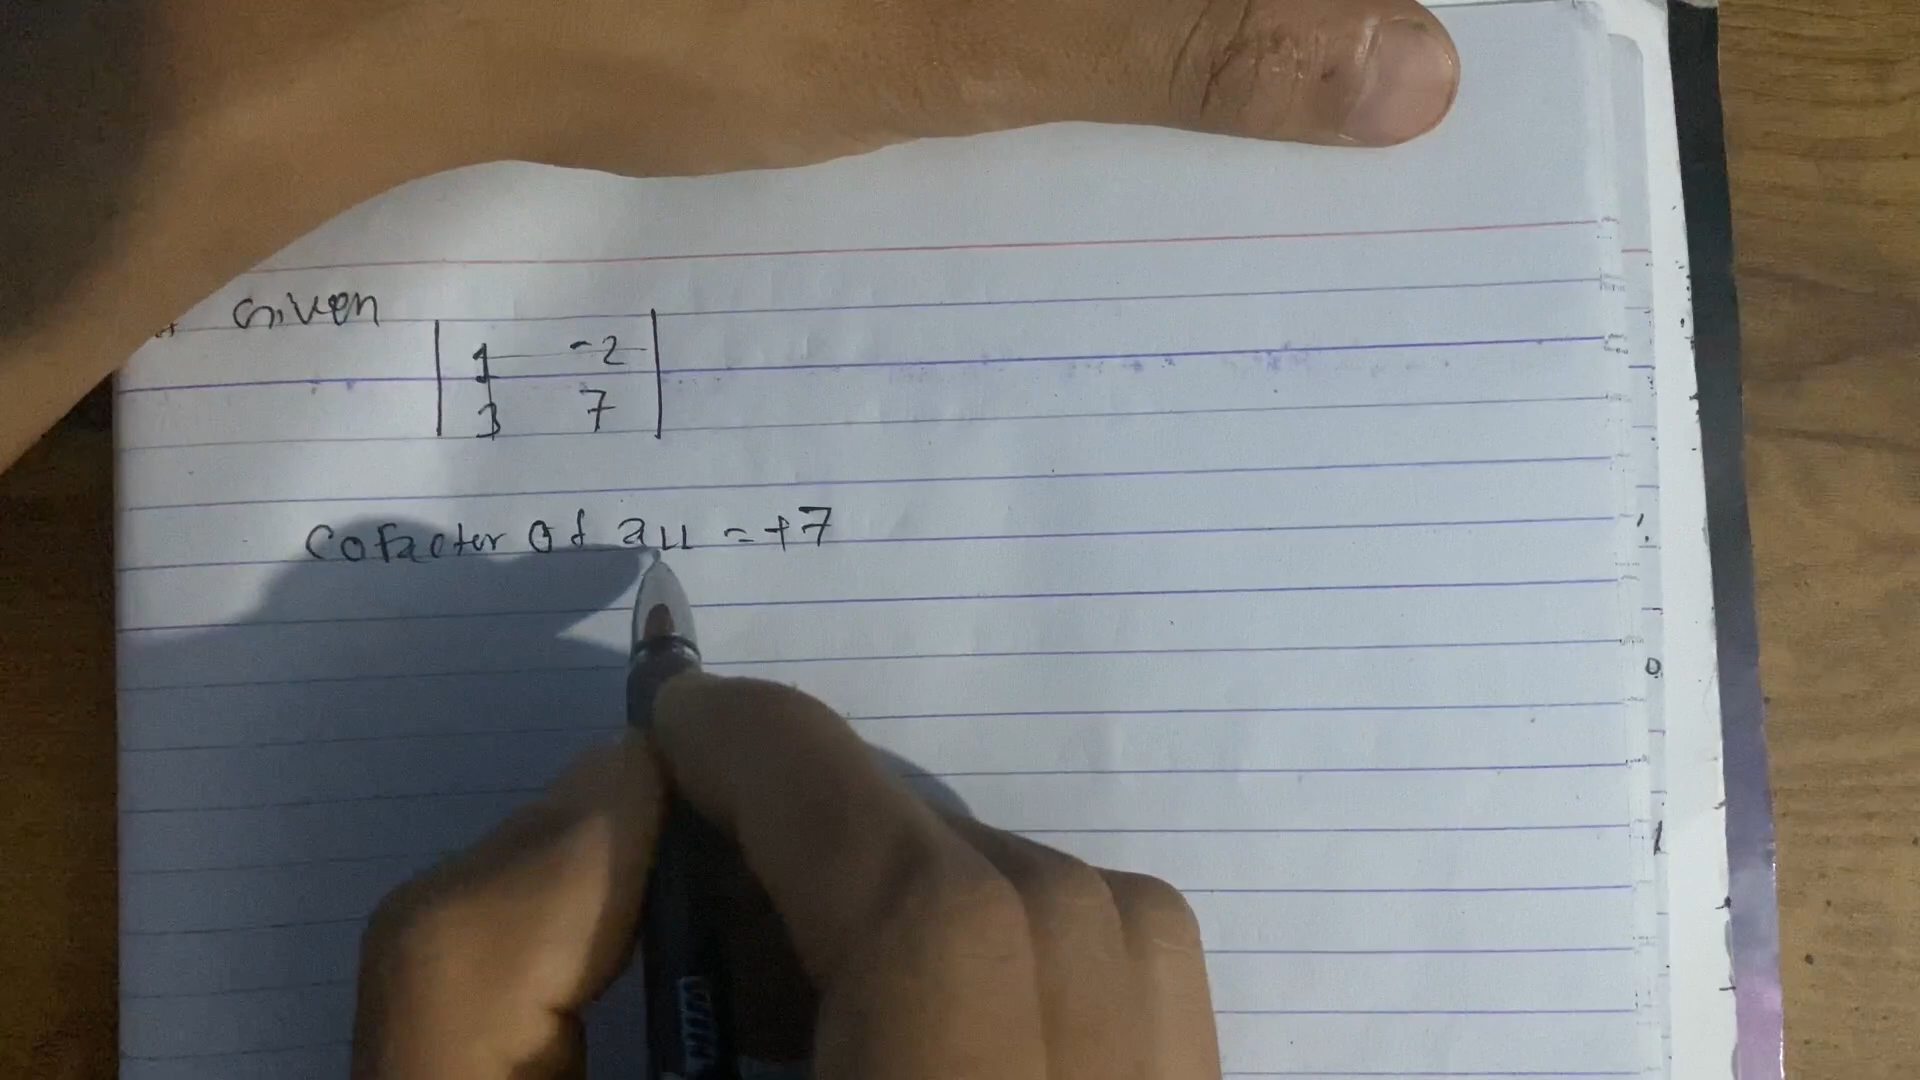 Given
1 -2
3 7
Cofactor of a11 = +7